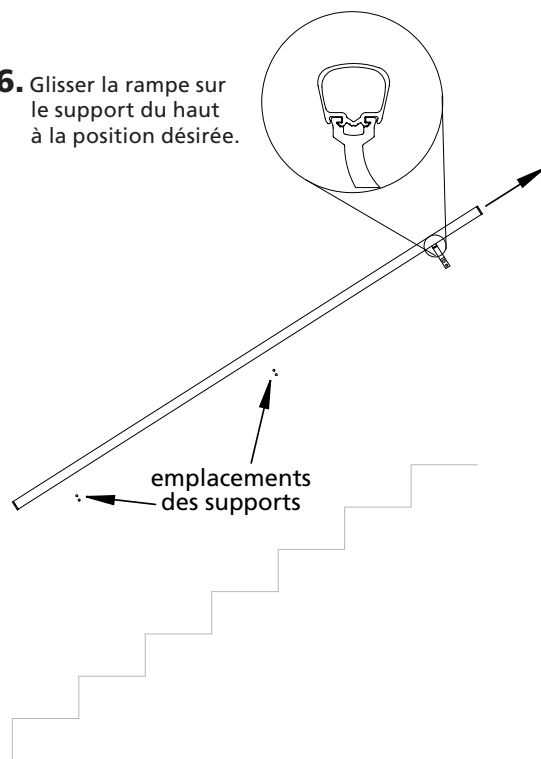 6. Glisser la rampe sur
le support du haut
à la position désirée.
emplacements
des supports